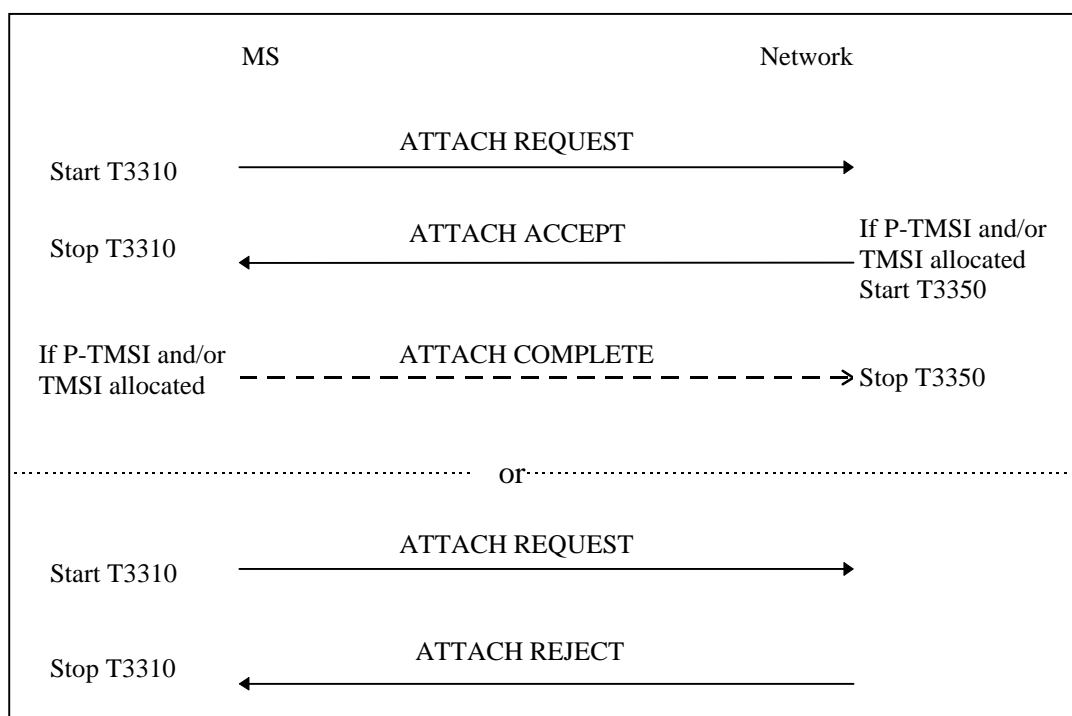 MS Network
ATTACH REQUEST
Start T3310
ATTACH ACCEPT
Stop T3310
If P-TMSI and/or
TMSI allocated
Start T3350
If P-TMSI and/or
TMSI allocated
ATTACH COMPLETE
Stop T3350
or
ATTACH REQUEST
Start T3310
ATTACH REJECT
Stop T3310